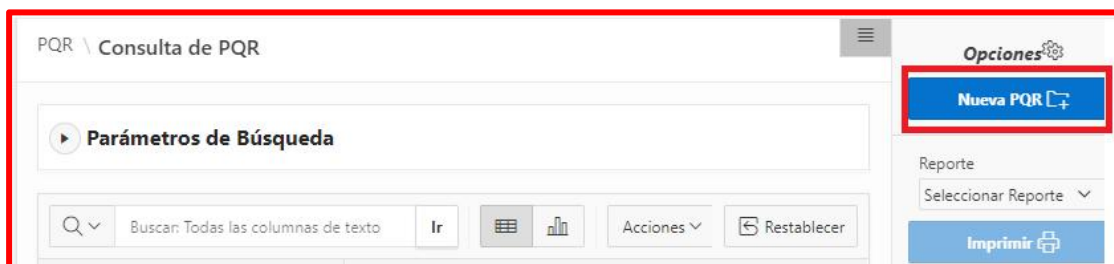 PQR \ Consulta de PQR
Opciones
Nueva PQR
Parámetros de Búsqueda
Reporte
Seleccionar Reporte
Buscar: Todas las columnas de texto
Ir
Acciones
Restablecer
Imprimir